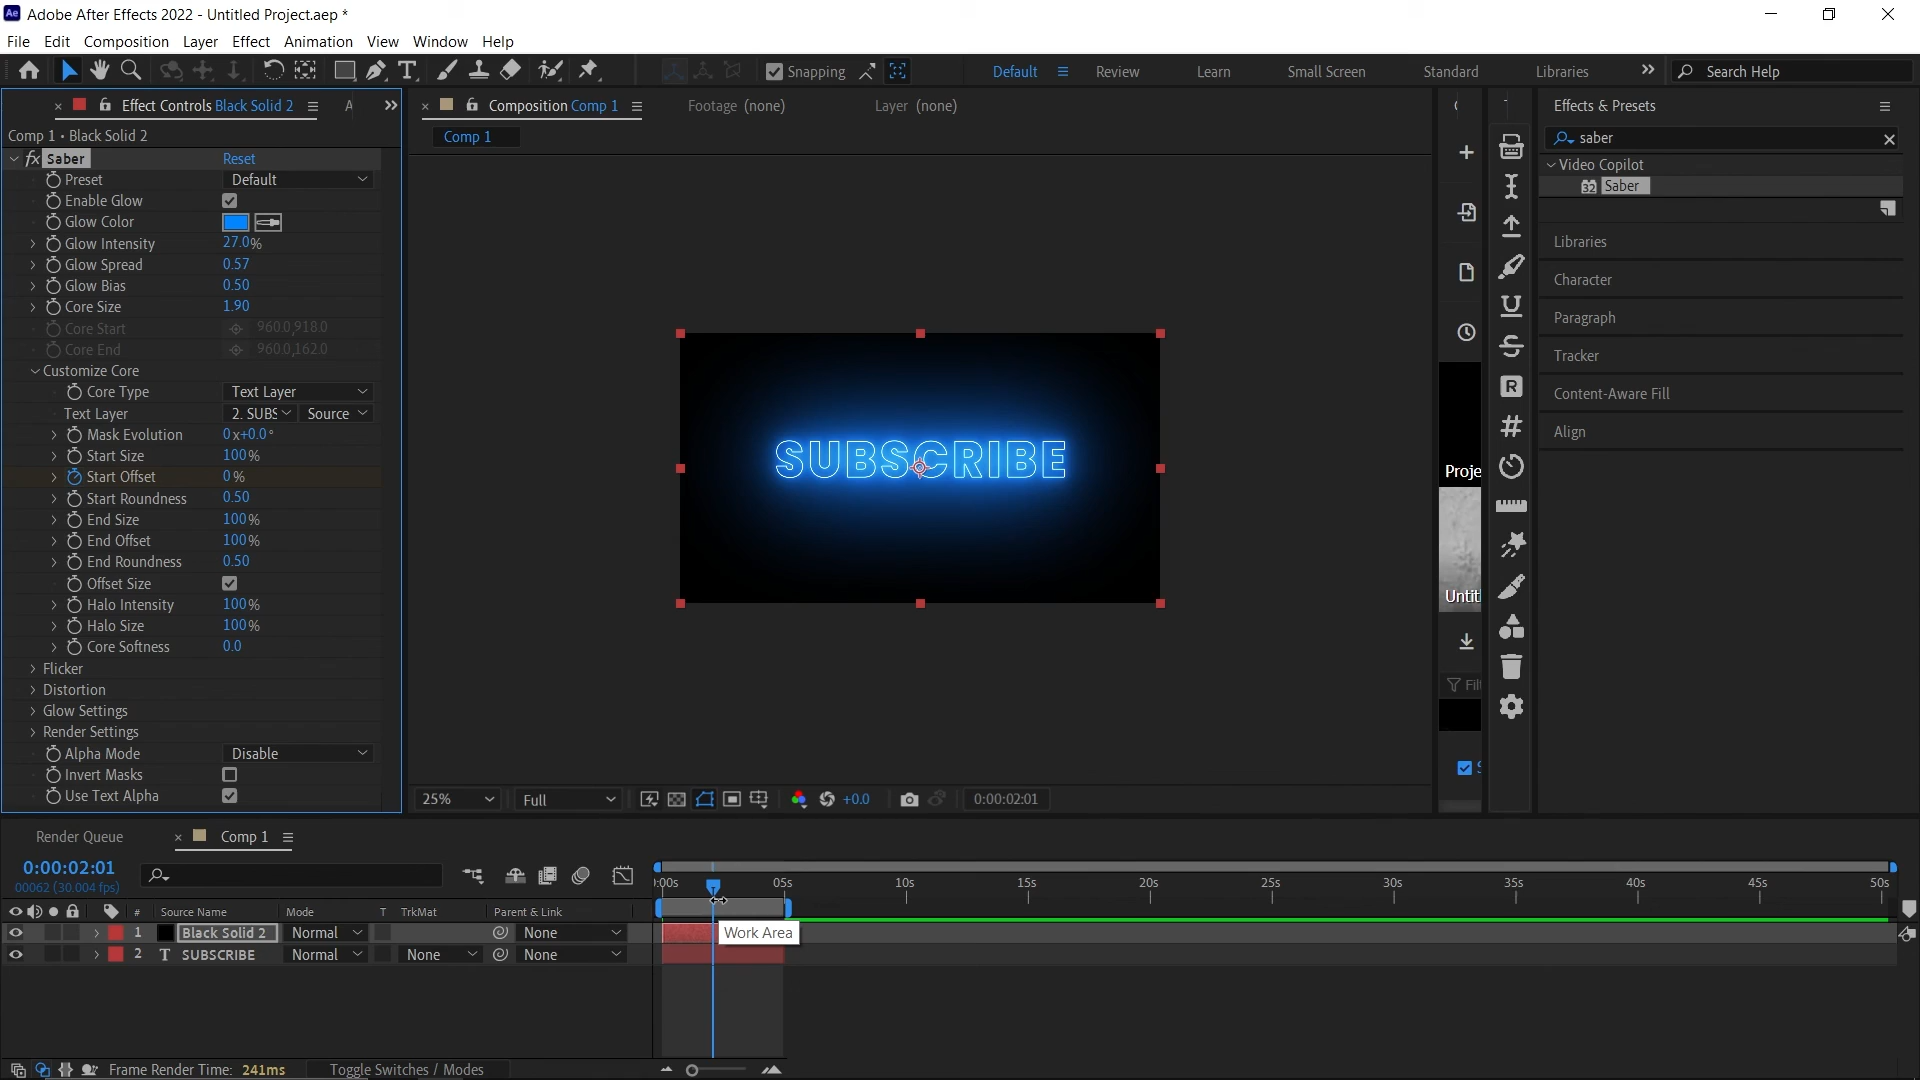 Adobe After Effects 2022 - Untitled Project.aep *
File Edit Composition Layer Effect Animation View Window Help
Snapping
Default Review Learn Small Screen Standard Libraries Search Help
Effect Controls Black Solid 2
Comp 1 • Black Solid 2
fx Saber Reset
Preset Default
Enable Glow
Glow Color
Glow Intensity 27.0%
Glow Spread 0.57
Glow Bias 0.50
Core Size 1.90
Core Start 960.0,918.0
Core End 960.0,162.0
Customize Core
Core Type Text Layer
Text Layer 2. SUBS Source
Mask Evolution 0x+0.0°
Start Size 100%
Start Offset 0%
Start Roundness 0.50
End Size 100%
End Offset 100%
End Roundness 0.50
Offset Size
Halo Intensity 100%
Halo Size 100%
Core Softness 0.0
Flicker
Distortion
Glow Settings
Render Settings
Alpha Mode Disable
Invert Masks
Use Text Alpha
Composition Comp 1 Footage (none) Layer (none)
Comp 1
SUBSCRIBE
25% Full +0.0 0:00:02:01
Proje
Untit
Fil
Effects & Presets
saber
Video Copilot
32 Saber
Libraries
Character
Paragraph
Tracker
Content-Aware Fill
Align
Render Queue Comp 1
0:00:02:01
00062 (30.004 fps)
:00s 05s 10s 15s 20s 25s 30s 35s 40s 45s 50s
# Source Name Mode T TrkMat Parent & Link
1 Black Solid 2 Normal None
Work Area
2 T SUBSCRIBE Normal None None
Frame Render Time: 241ms Toggle Switches / Modes